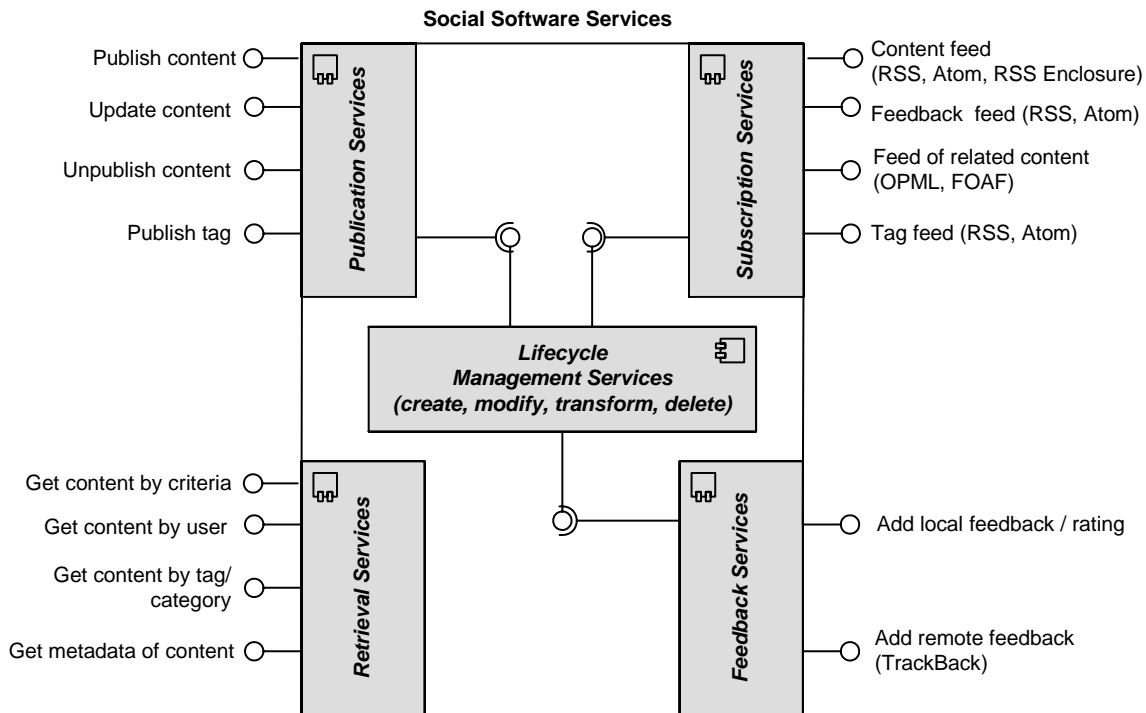 Social Software Services
Publish content
Update content
Unpublish content
Publish tag
Publication Services
Subscription Services
Content feed
(RSS, Atom, RSS Enclosure)
Feedback  feed (RSS, Atom)
Feed of related content
(OPML, FOAF)
Tag feed (RSS, Atom)
Lifecycle
Management Services
(create, modify, transform, delete)
Get content by criteria
Get content by user
Get content by tag/
category
Get metadata of content
Retrieval Services
Feedback Services
Add local feedback / rating
Add remote feedback
(TrackBack)